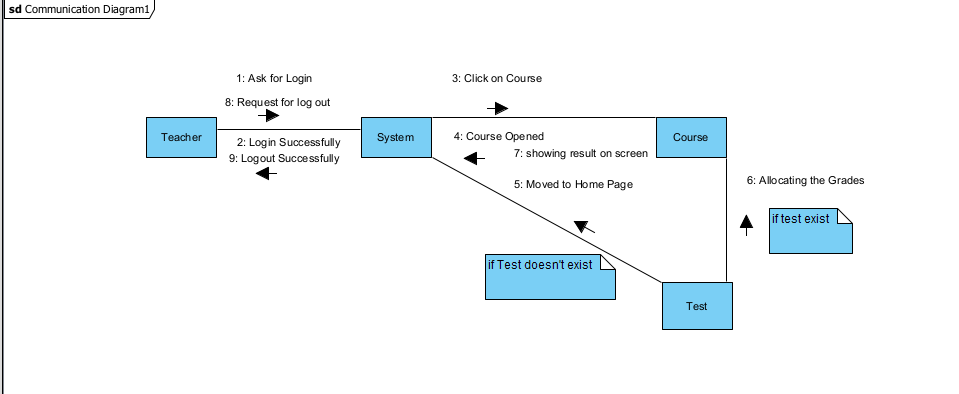 sd Communication Diagram1
1: Ask for Login
3: Click on Course
8: Request for log out
Teacher
System
Course
2: Login Successfully
4: Course Opened
9: Logout Successfully
7: showing result on screen
5: Moved to Home Page
6: Allocating the Grades
if test exist
if Test doesn't exist
Test